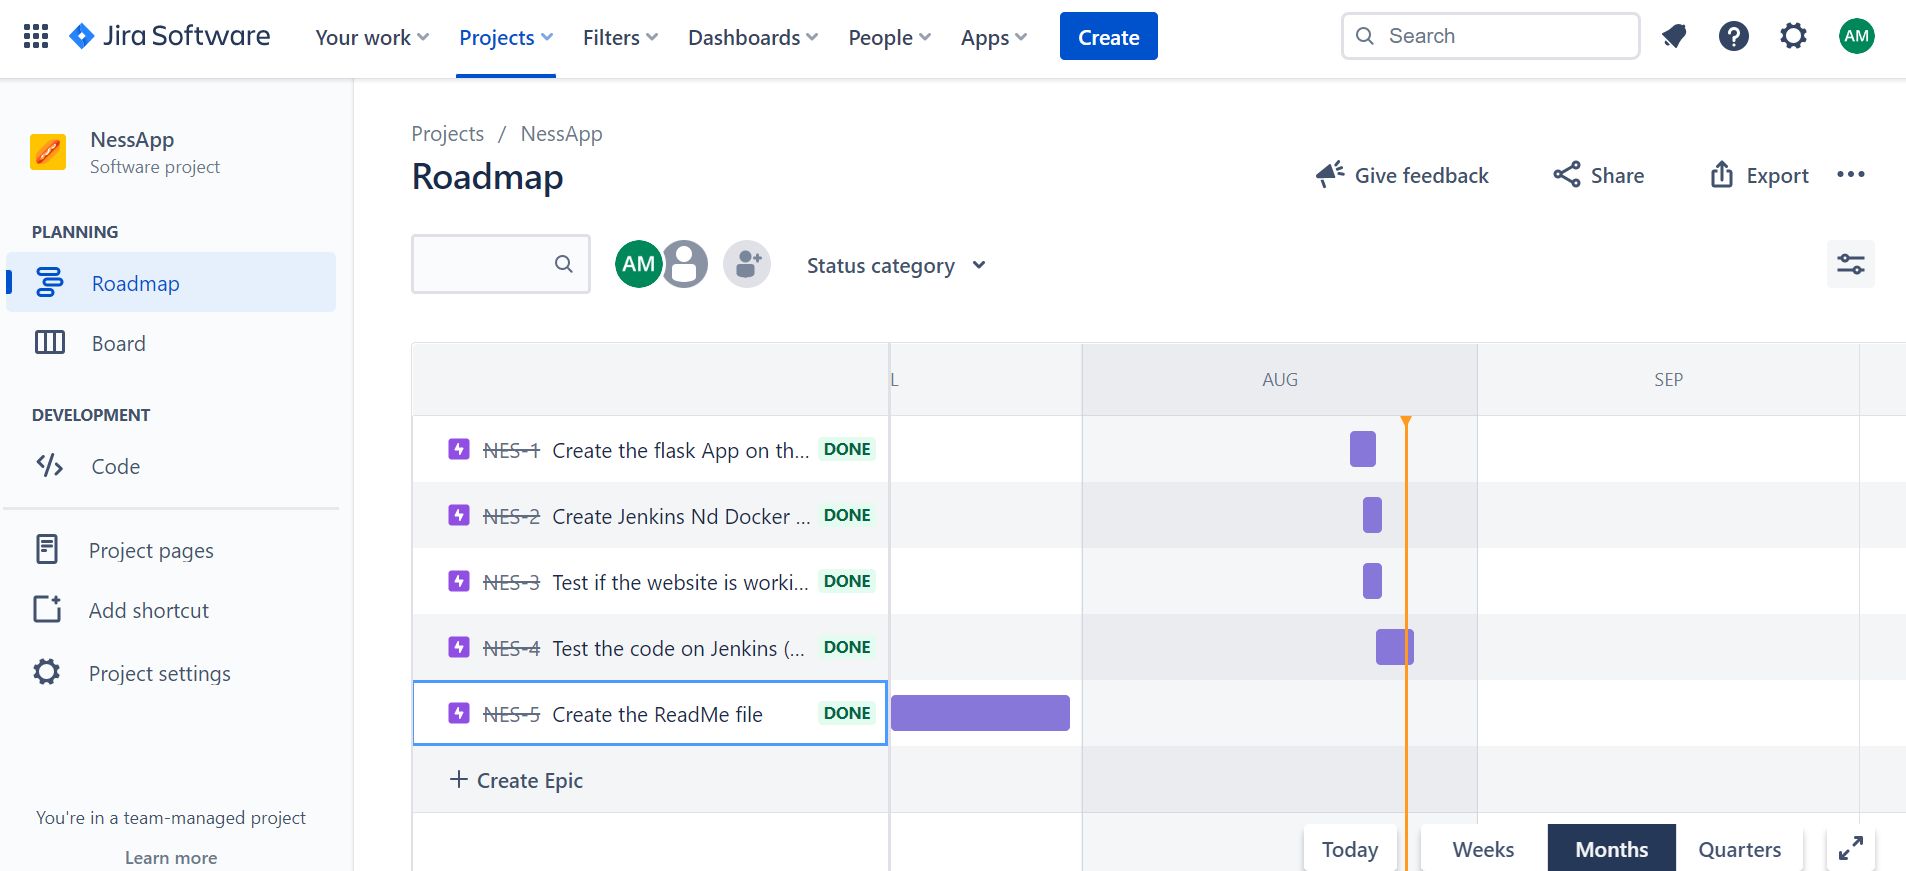 Jira Software Your work Projects Filters Dashboards People Apps Create Search AM
NessApp
Software project
PLANNING
Roadmap
Board
DEVELOPMENT
Code
Project pages
Add shortcut
Project settings
You're in a team-managed project
Learn more
Projects / NessApp
Roadmap
Give feedback Share Export
AM Status category
L AUG SEP
NES-1 Create the flask App on th... DONE
NES-2 Create Jenkins Nd Docker ... DONE
NES-3 Test if the website is worki... DONE
NES-4 Test the code on Jenkins (... DONE
NES-5 Create the ReadMe file DONE
+ Create Epic
Today Weeks Months Quarters